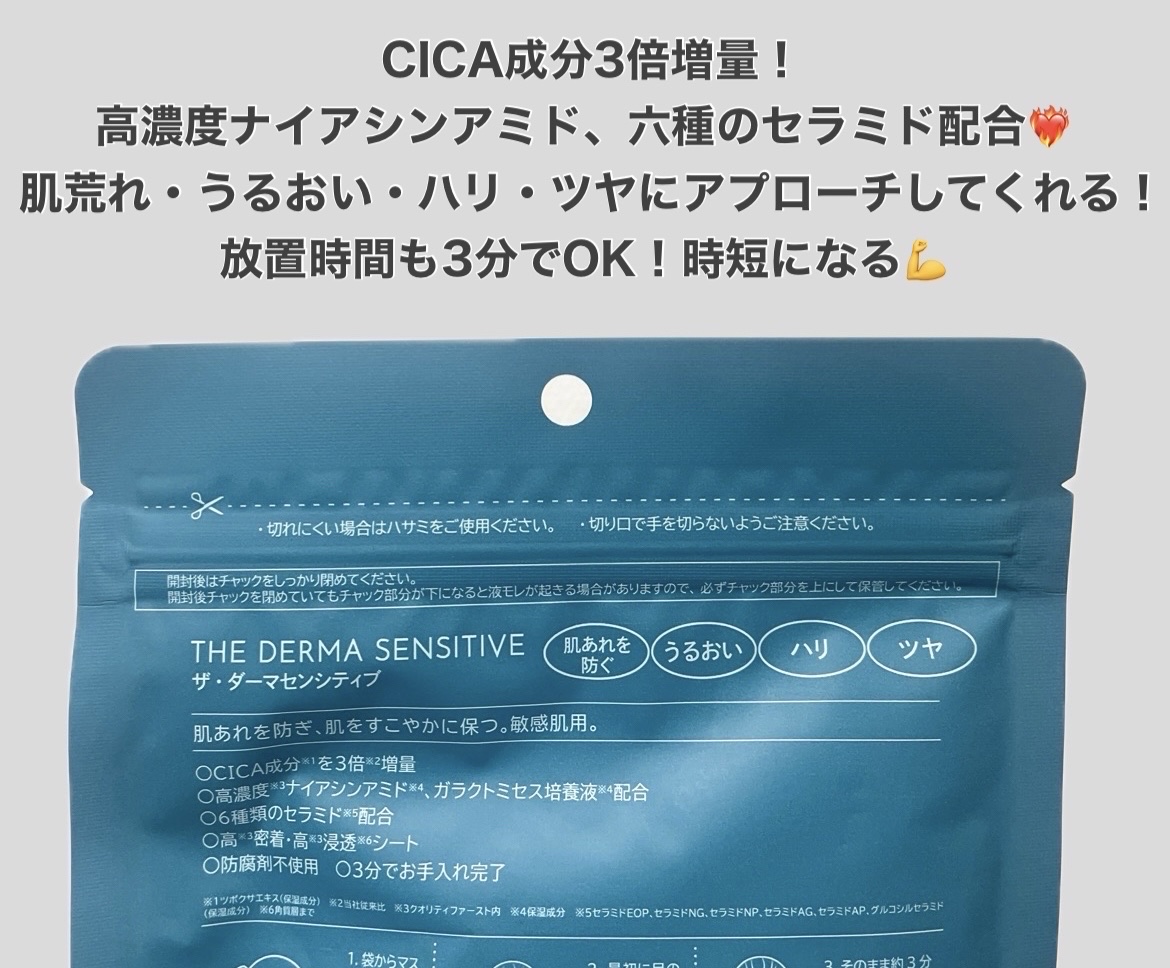 CICA成分3倍増量！
高濃度ナイアシンアミド、六種のセラミド配合❤️‍🔥
肌荒れ・うるおい・ハリ・ツヤにアプローチしてくれる！
放置時間も3分でOK！時短になる💪
・切れにくい場合はハサミをご使用ください。 ・切り口で手を切らないようご注意ください。
開封後はチャックをしっかり閉めてください。
開封後チャックを閉めていてもチャック部分が下になると液モレが起きる場合がありますので、必ずチャック部分を上にして保管してください。
THE DERMA SENSITIVE
ザ・ダーマセンシティブ
肌あれを
防ぐ
うるおい
ハリ
ツヤ
肌あれを防ぎ、肌をすこやかに保つ。敏感肌用。
○CICA成分※1を3倍※2増量
○高濃度※3ナイアシンアミド※4、ガラクトミセス培養液※4配合
○6種類のセラミド※5配合
○高※3密着・高※3浸透※6シート
○防腐剤不使用 ○3分でお手入れ完了
※1ツボクサエキス(保湿成分) ※2当社従来比 ※3クオリティファースト内 ※4保湿成分 ※5セラミドEOP、セラミドNG、セラミドNP、セラミドAG、セラミドAP、グルコシルセラミド
(保湿成分) ※6角質層まで
1. 袋からマス
2. 最初に目の
3. そのまま約3分